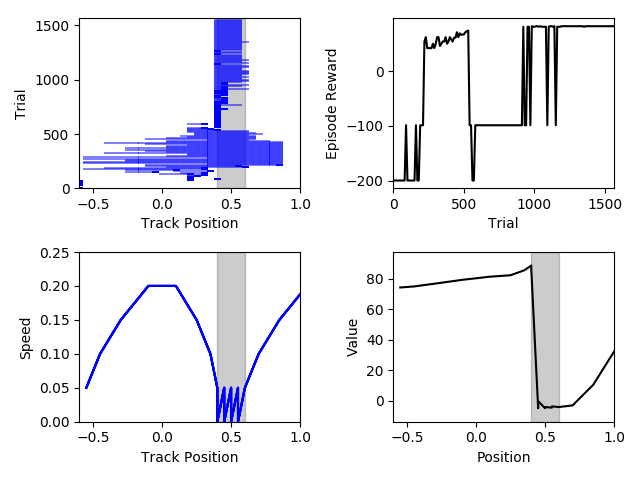 1500
1000
500
0
Trial
−0.5 0.0 0.5 1.0
Track Position
0
−100
−200
Episode Reward
0 500 1000 1500
Trial
0.25
0.20
0.15
0.10
0.05
0.00
Speed
−0.5 0.0 0.5 1.0
Track Position
80
60
40
20
0
Value
−0.5 0.0 0.5 1.0
Position